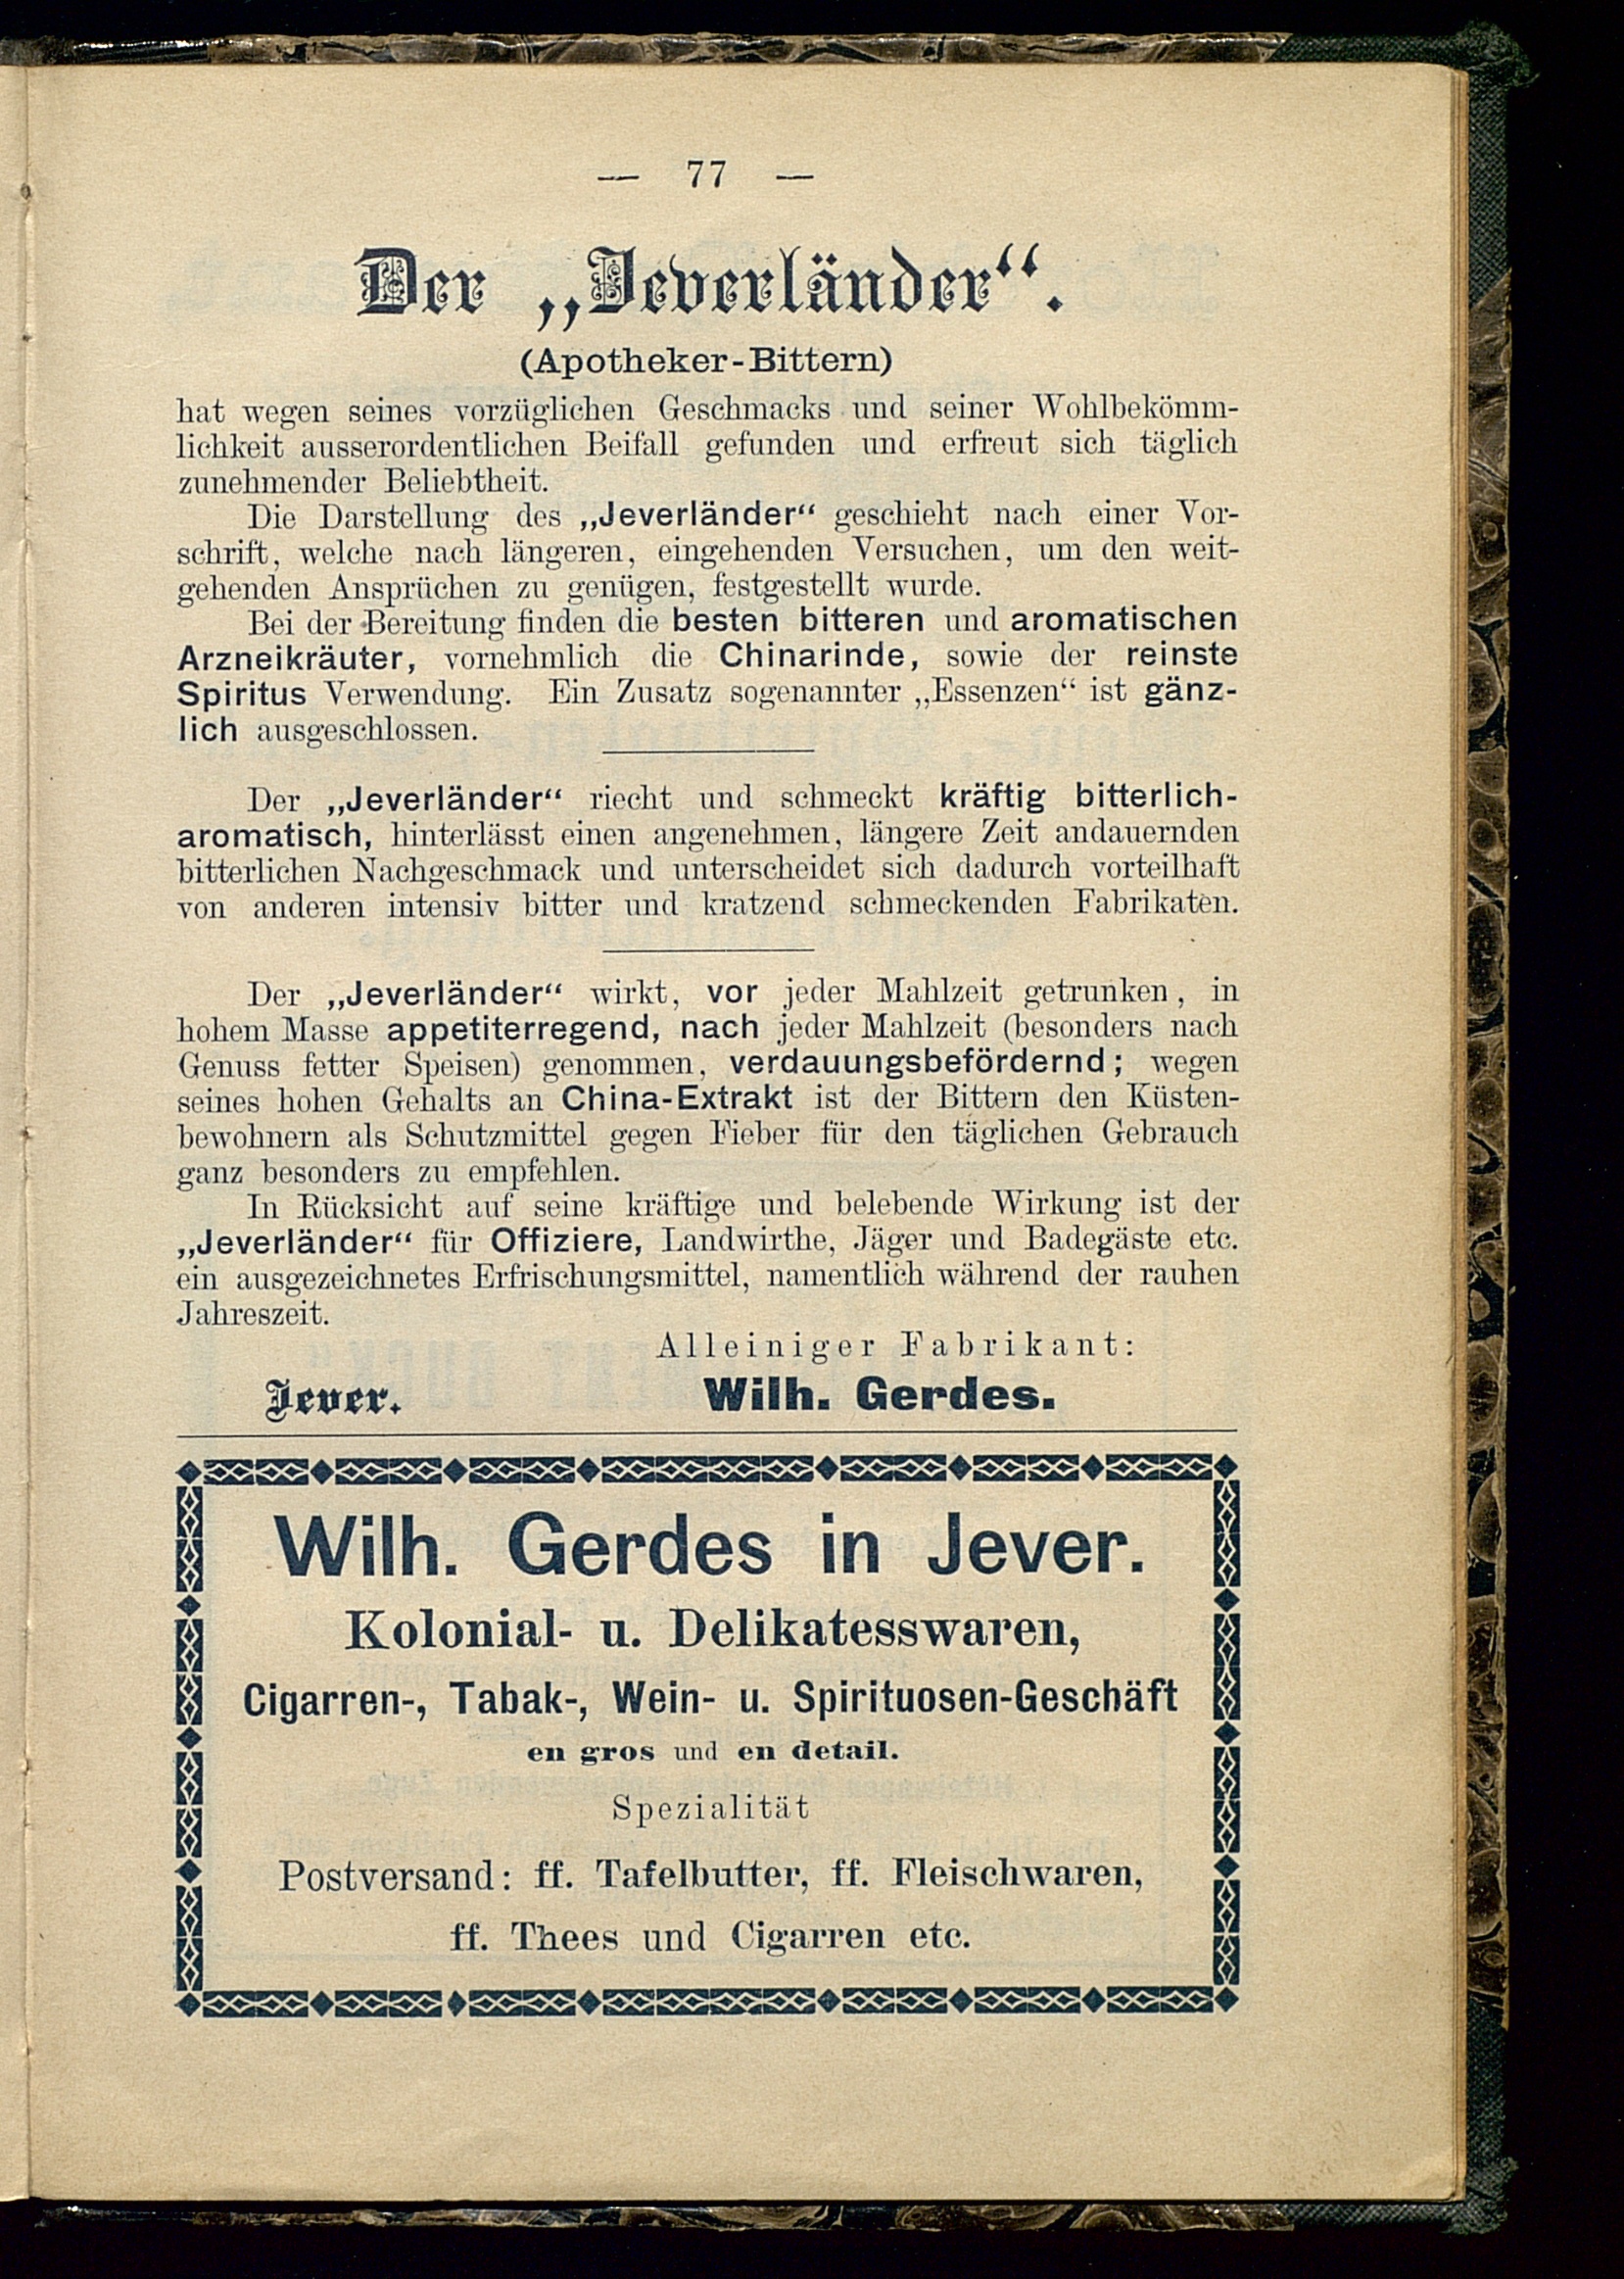 — 77 —
Der „Jeverländer“.
(Apotheker-Bittern)
hat wegen seines vorzüglichen Geschmacks und seiner Wohlbekömm-
lichkeit ausserordentlichen Beifall gefunden und erfreut sich täglich
zunehmender Beliebtheit.
Die Darstellung des „Jeverländer“ geschieht nach einer Vor-
schrift, welche nach längeren, eingehenden Versuchen, um den weit-
gehenden Ansprüchen zu genügen, festgestellt wurde.
Bei der Bereitung finden die besten bitteren und aromatischen
Arzneikräuter, vornehmlich die Chinarinde, sowie der reinste
Spiritus Verwendung. Ein Zusatz sogenannter „Essenzen“ ist gänz-
lich ausgeschlossen.
Der „Jeverländer“ riecht und schmeckt kräftig bitterlich-
aromatisch, hinterlässt einen angenehmen, längere Zeit andauernden
bitterlichen Nachgeschmack und unterscheidet sich dadurch vorteilhaft
von anderen intensiv bitter und kratzend schmeckenden Fabrikaten.
Der „Jeverländer“ wirkt, vor jeder Mahlzeit getrunken, in
hohem Masse appetiterregend, nach jeder Mahlzeit (besonders nach
Genuss fetter Speisen) genommen, verdauungsbefördernd; wegen
seines hohen Gehalts an China-Extrakt ist der Bittern den Küsten-
bewohnern als Schutzmittel gegen Fieber für den täglichen Gebrauch
ganz besonders zu empfehlen.
In Rücksicht auf seine kräftige und belebende Wirkung ist der
„Jeverländer“ für Offiziere, Landwirthe, Jäger und Badegäste etc.
ein ausgezeichnetes Erfrischungsmittel, namentlich während der rauhen
Jahreszeit.
Alleiniger Fabrikant:
Jever. Wilh. Gerdes.
Wilh. Gerdes in Jever.
Kolonial- u. Delikatesswaren,
Cigarren-, Tabak-, Wein- u. Spirituosen-Geschäft
en gros und en detail.
Spezialität
Postversand: ff. Tafelbutter, ff. Fleischwaren,
ff. Thees und Cigarren etc.